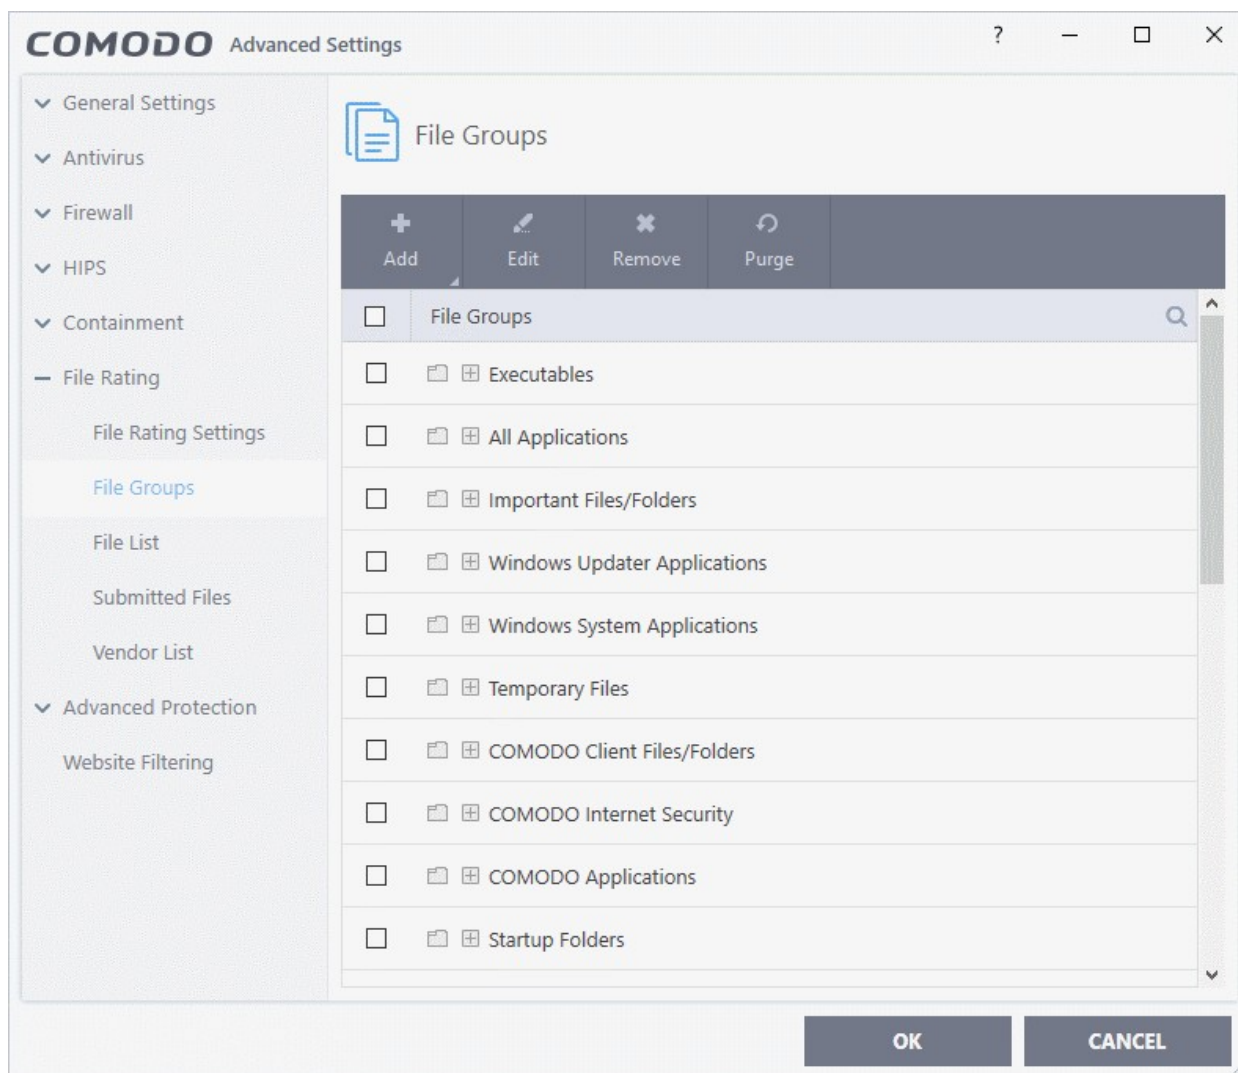 COMODO Advanced Settings ?
General Settings
Antivirus
Firewall
HIPS
Containment
File Rating
File Rating Settings
File Groups
File List
Submitted Files
Vendor List
Advanced Protection
Website Filtering
File Groups
Add Edit Remove Purge
File Groups
Executables
All Applications
Important Files/Folders
Windows Updater Applications
Windows System Applications
Temporary Files
COMODO Client Files/Folders
COMODO Internet Security
COMODO Applications
Startup Folders
OK CANCEL